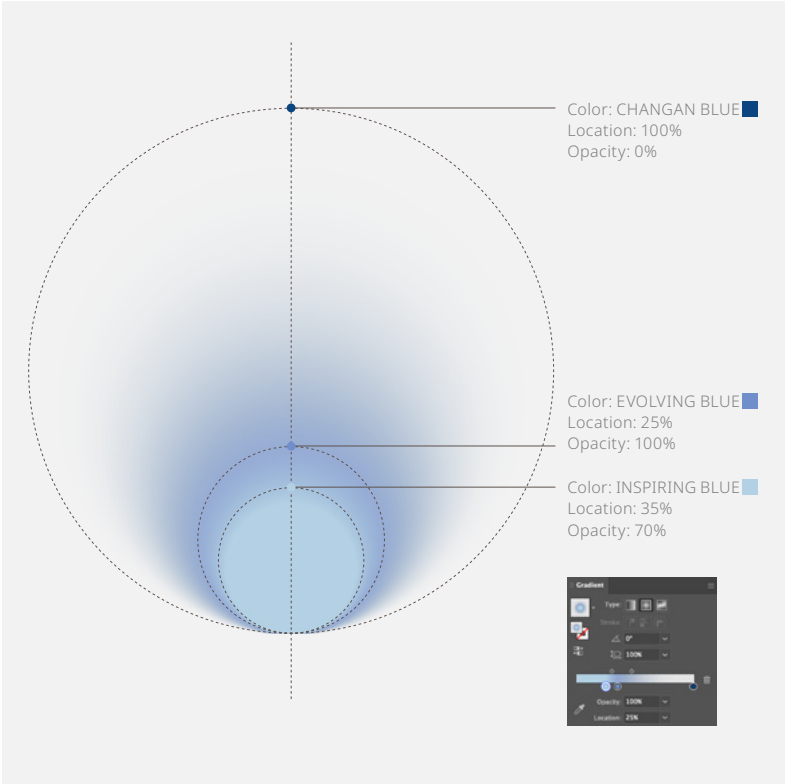 Color: CHANGAN BLUE
Location: 100%
Opacity: 0%
Color: EVOLVING BLUE
Location: 25%
Opacity: 100%
Color: INSPIRING BLUE
Location: 35%
Opacity: 70%
Gradient
Type:
Stroke:
0°
100%
Opacity: 100%
Location: 25%